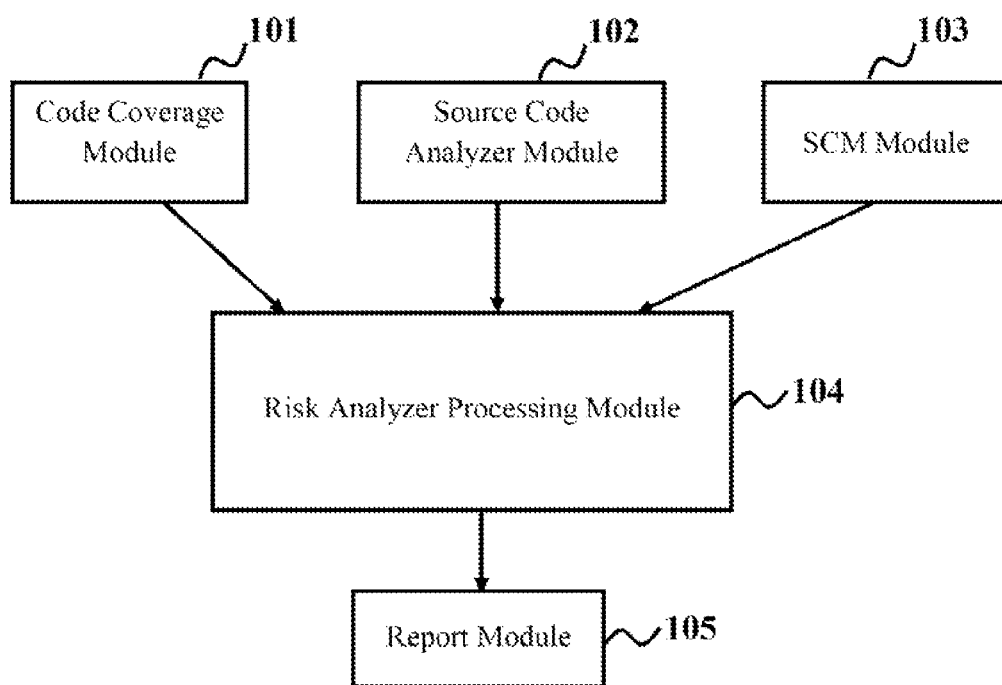 101
102
103
Code Coverage
Module
Source Code
Analyzer Module
SCM Module
Risk Analyzer Processing Module
104
Report Module
105